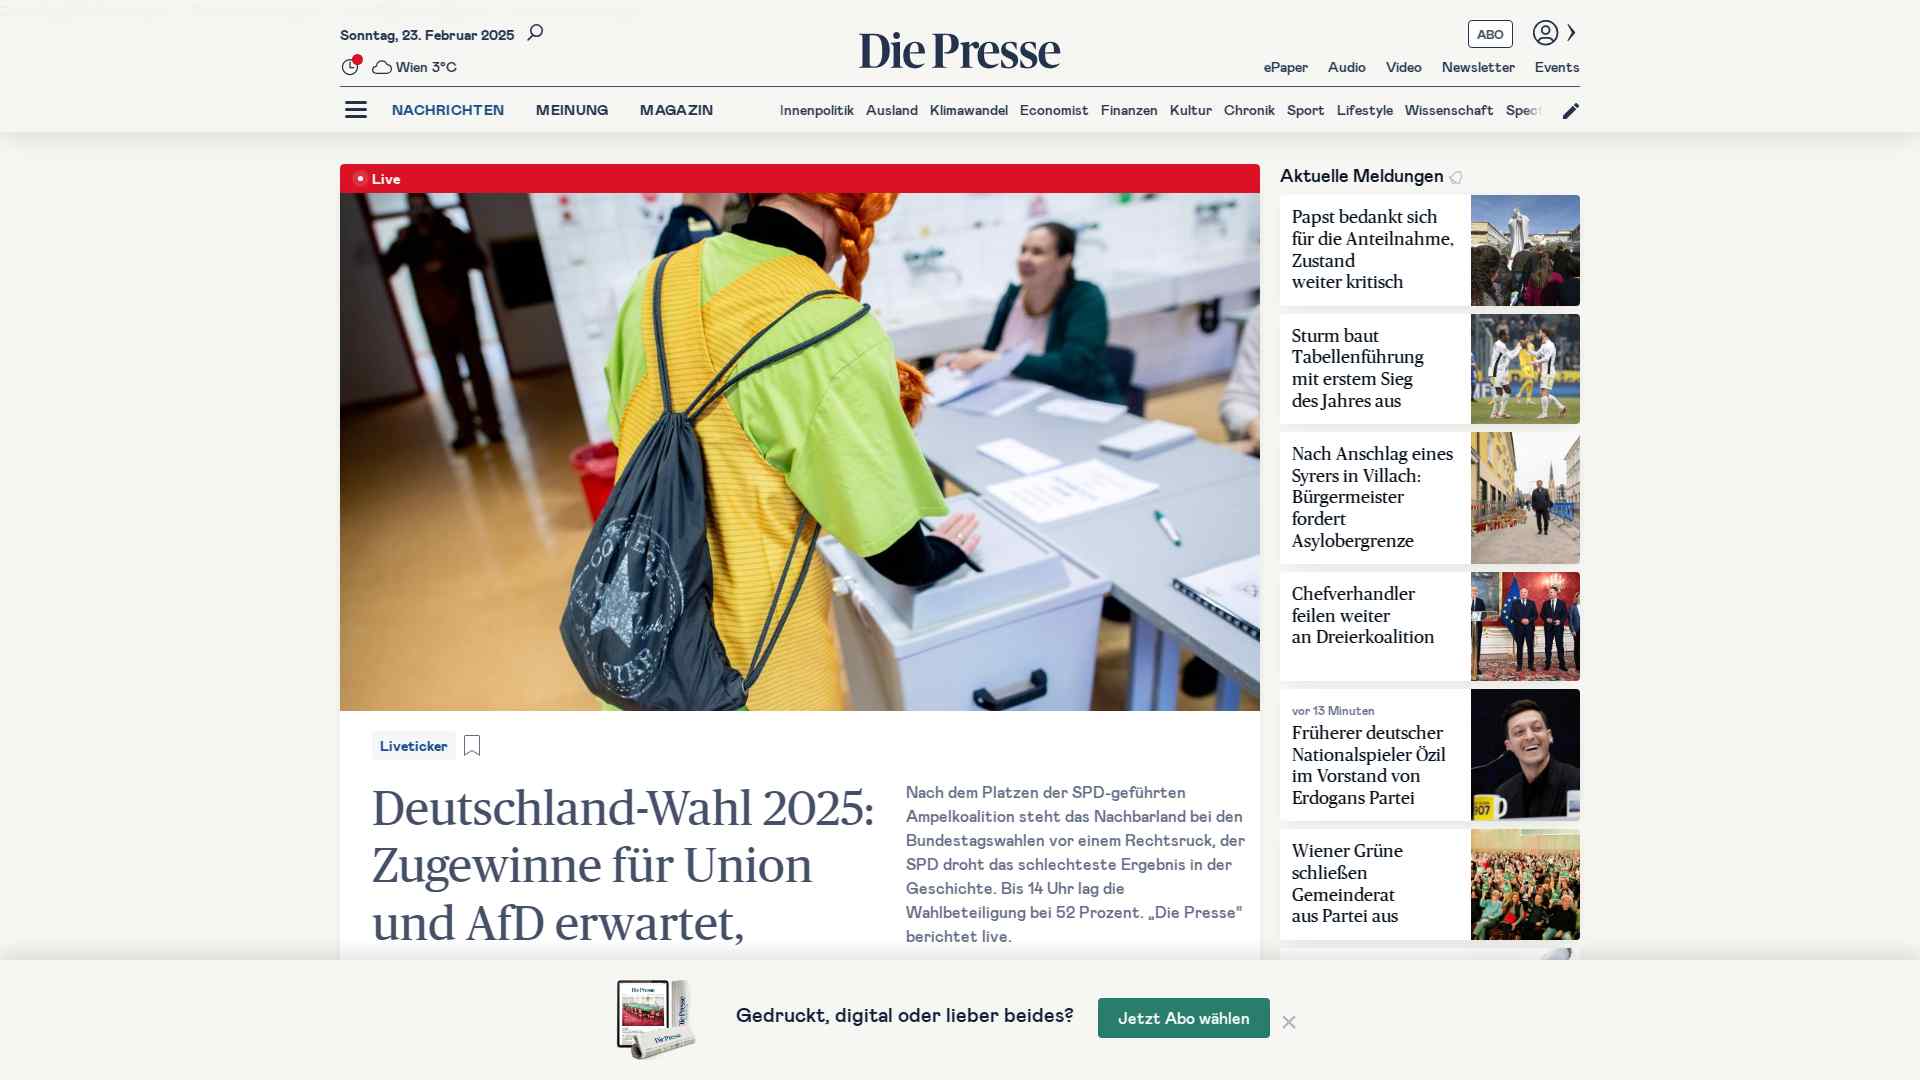 Sonntag, 23. Februar 2025
Wien 3°C
Die Presse
ABO
ePaper
Audio
Video
Newsletter
Events
NACHRICHTEN
MEINUNG
MAGAZIN
Innenpolitik
Ausland
Klimawandel
Economist
Finanzen
Kultur
Chronik
Sport
Lifestyle
Wissenschaft
Live
Liveticker
Deutschland-Wahl 2025:
Zugewinne für Union
und AfD erwartet,
Nach dem Platzen der SPD-geführten
Ampelkoalition steht das Nachbarland bei den
Bundestagswahlen vor einem Rechtsruck, der
SPD droht das schlechteste Ergebnis in der
Geschichte. Bis 14 Uhr lag die
Wahlbeteiligung bei 52 Prozent. „Die Presse“
berichtet live.
Aktuelle Meldungen
Papst bedankt sich
für die Anteilnahme,
Zustand
weiter kritisch
Sturm baut
Tabellenführung
mit erstem Sieg
des Jahres aus
Nach Anschlag eines
Syrers in Villach:
Bürgermeister
fordert
Asylobergrenze
Chefverhandler
feilen weiter
an Dreierkoalition
vor 13 Minuten
Früherer deutscher
Nationalspieler Özil
im Vorstand von
Erdogans Partei
Wiener Grüne
schließen
Gemeinderat
aus Partei aus
Die Presse
Die Presse
Die Presse
Gedruckt, digital oder lieber beides?
Jetzt Abo wählen